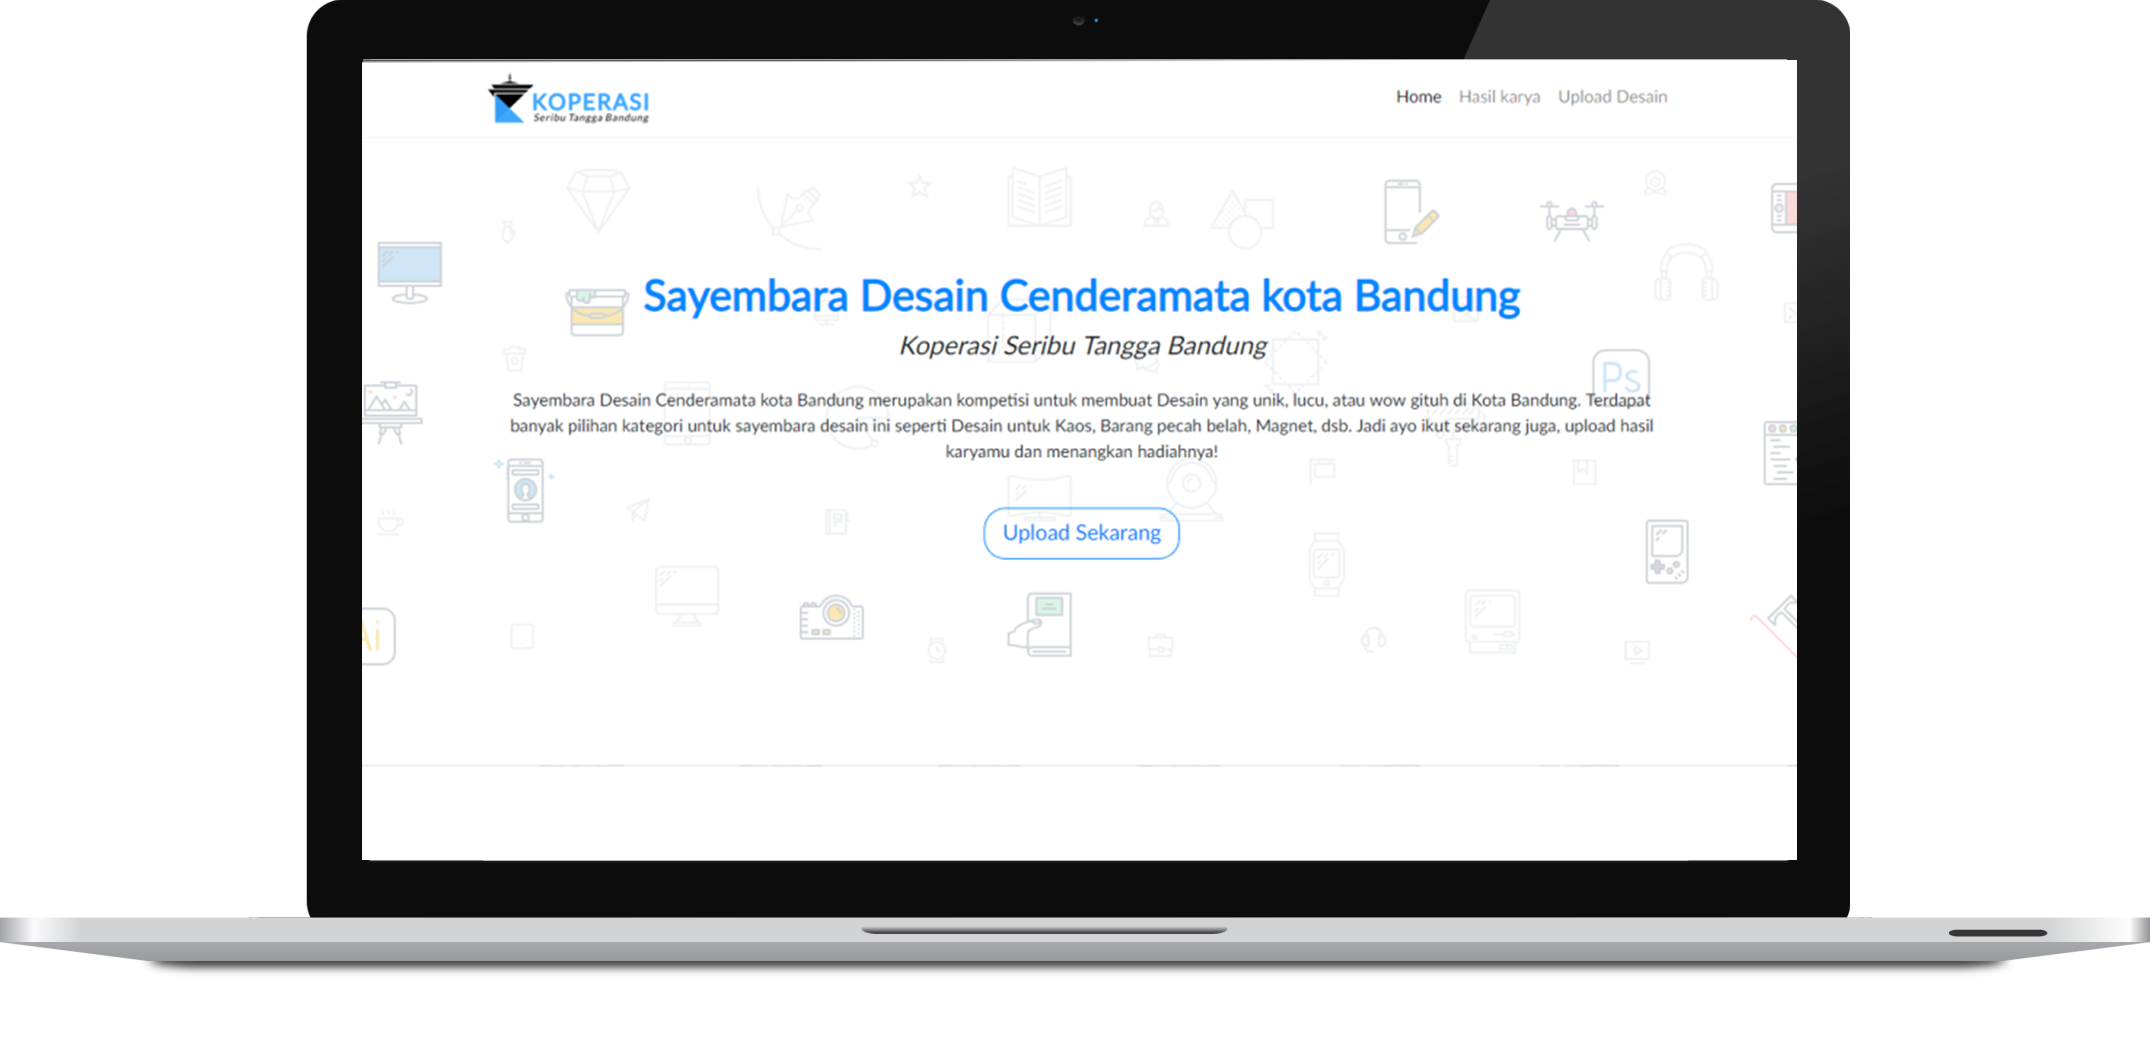 KOPERASI
Seribu Tangga Bandung
Home Hasil karya Upload Desain
Sayembara Desain Cenderamata kota Bandung
Koperasi Seribu Tangga Bandung
Ps
Sayembara Desain Cenderamata kota Bandung merupakan kompetisi untuk membuat Desain yang unik, lucu, atau wow gituh di Kota Bandung. Terdapat
banyak pilihan kategori untuk sayembara desain ini seperti Desain untuk Kaos, Barang pecah belah, Magnet, dsb. Jadi ayo ikut sekarang juga, upload hasil
karyamu dan menangkan hadiahnya!
Upload Sekarang
Ai